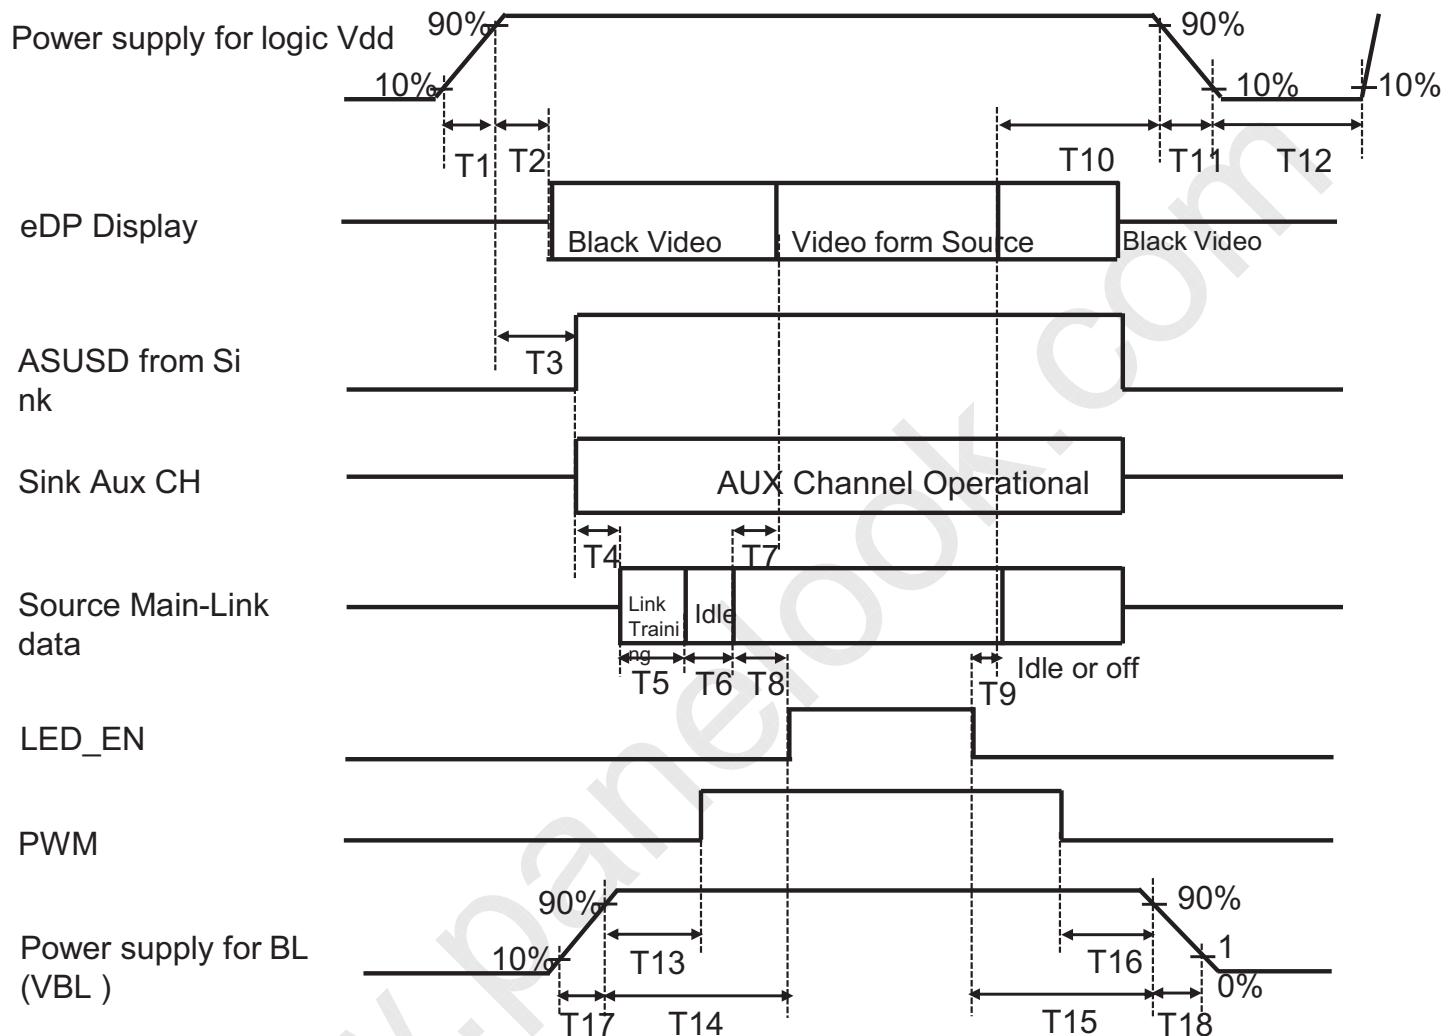 Power supply for logic Vdd
90%
90%
10%
10%
10%
T1
T2
T10
T11
T12
eDP Display
Black Video
Video form Source
Black Video
T3
ASUSD from Si
nk
Sink Aux CH
AUX Channel Operational
T4
T7
Source Main-Link
data
Link
Traini
ng
Idle
T5
T6
T8
T9
Idle or off
LED_EN
PWM
90%
90%
Power supply for BL
(VBL )
10%
T13
T16
1
0%
T17
T14
T15
T18
www.panelook.com